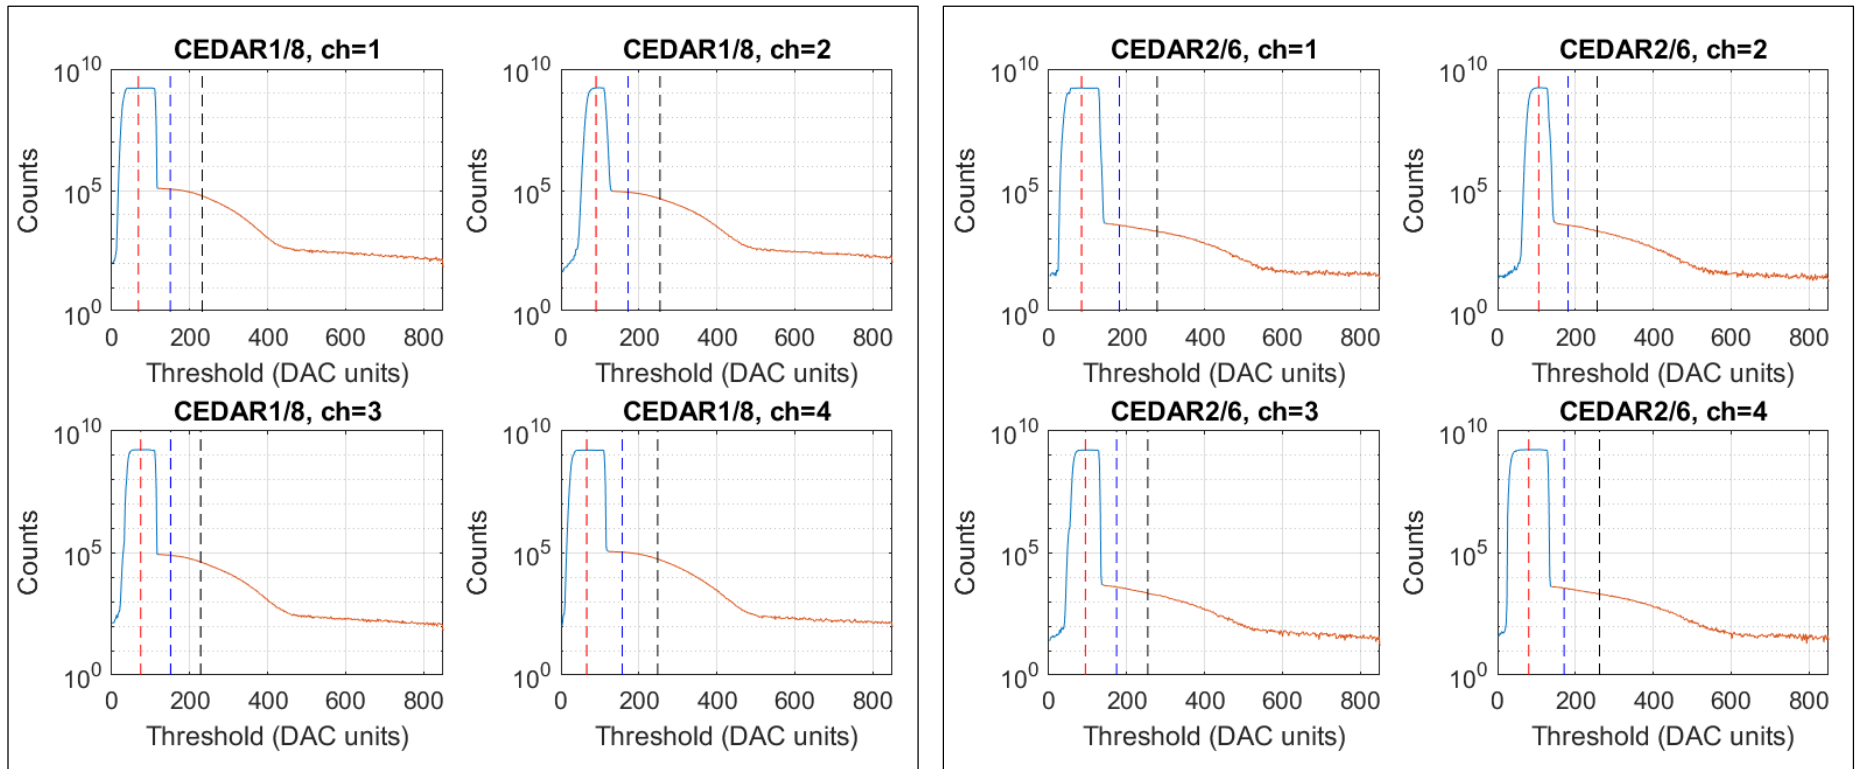 CEDAR1/8, ch=1
10^10
10^5
10^0
Counts
0 200 400 600 800
Threshold (DAC units)
CEDAR1/8, ch=2
10^10
10^5
10^0
Counts
0 200 400 600 800
Threshold (DAC units)
CEDAR1/8, ch=3
10^10
10^5
10^0
Counts
0 200 400 600 800
Threshold (DAC units)
CEDAR1/8, ch=4
10^10
10^5
10^0
Counts
0 200 400 600 800
Threshold (DAC units)
CEDAR2/6, ch=1
10^10
10^5
10^0
Counts
0 200 400 600 800
Threshold (DAC units)
CEDAR2/6, ch=2
10^10
10^5
10^0
Counts
0 200 400 600 800
Threshold (DAC units)
CEDAR2/6, ch=3
10^10
10^5
10^0
Counts
0 200 400 600 800
Threshold (DAC units)
CEDAR2/6, ch=4
10^10
10^5
10^0
Counts
0 200 400 600 800
Threshold (DAC units)